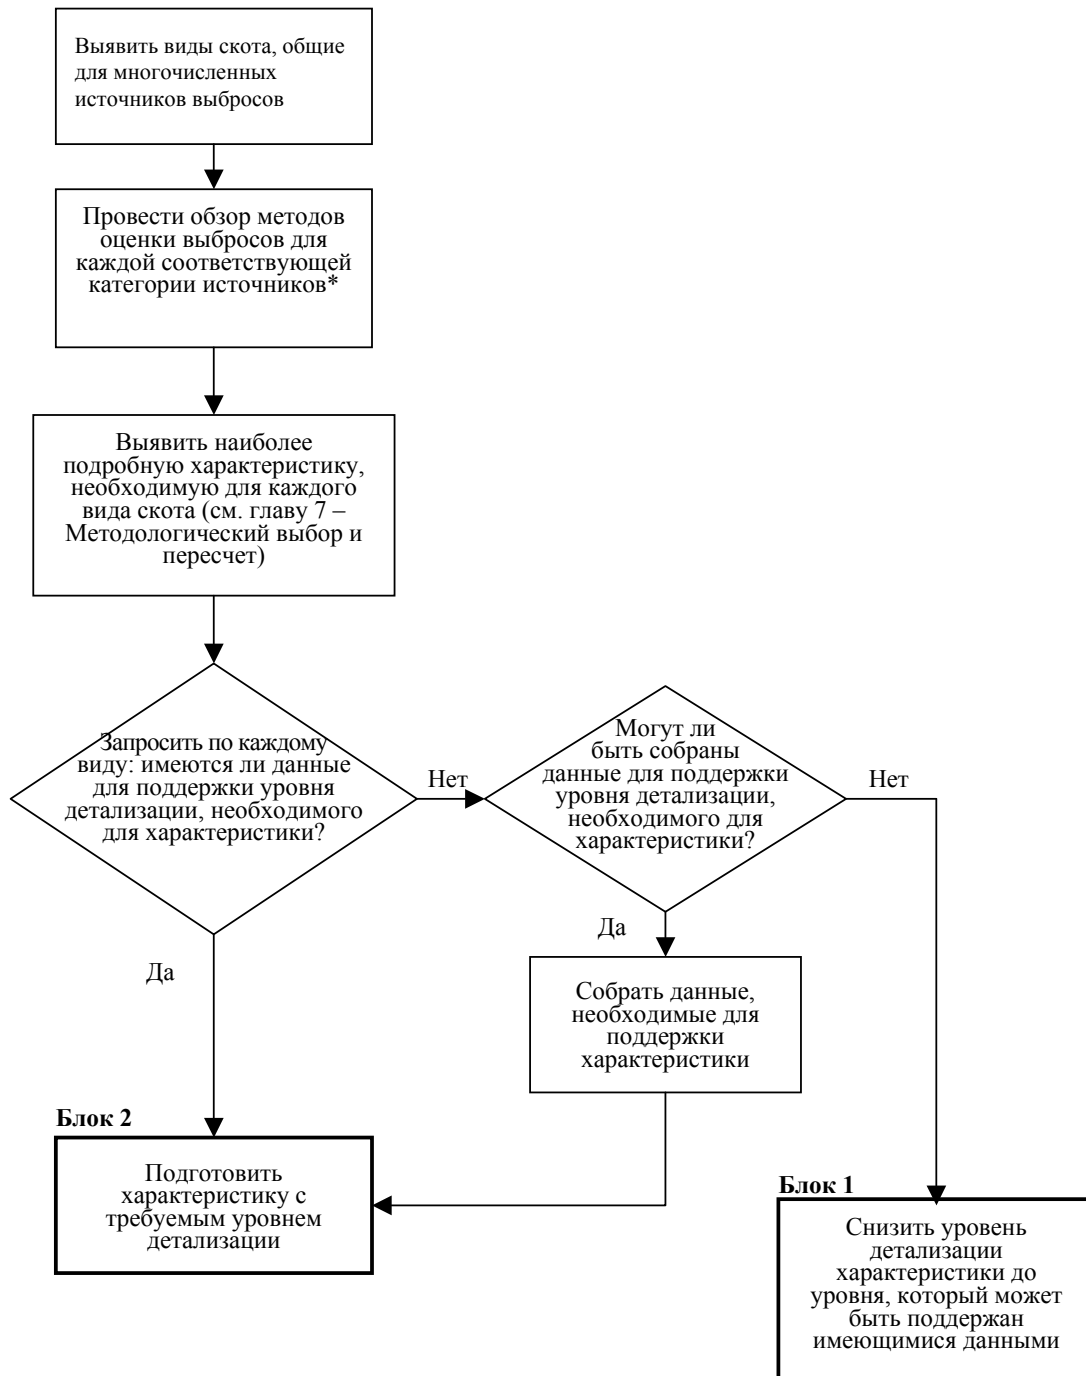 Выявить виды скота, общие
для многочисленных
источников выбросов
Провести обзор методов
оценки выбросов для
каждой соответствующей
категории источников*
Выявить наиболее
подробную характеристику,
необходимую для каждого
вида скота (см. главу 7 –
Методологический выбор и
пересчет)
Запросить по каждому
виду: имеются ли данные
для поддержки уровня
детализации, необходимого
для характеристики?
Нет
Могут ли
быть собраны
данные для поддержки
уровня детализации,
необходимого для
характеристики?
Нет
Да
Да
Собрать данные,
необходимые для
поддержки
характеристики
Блок 2
Подготовить
характеристику с
требуемым уровнем
детализации
Блок 1
Снизить уровень
детализации
характеристики до
уровня, который может
быть поддержан
имеющимися данными